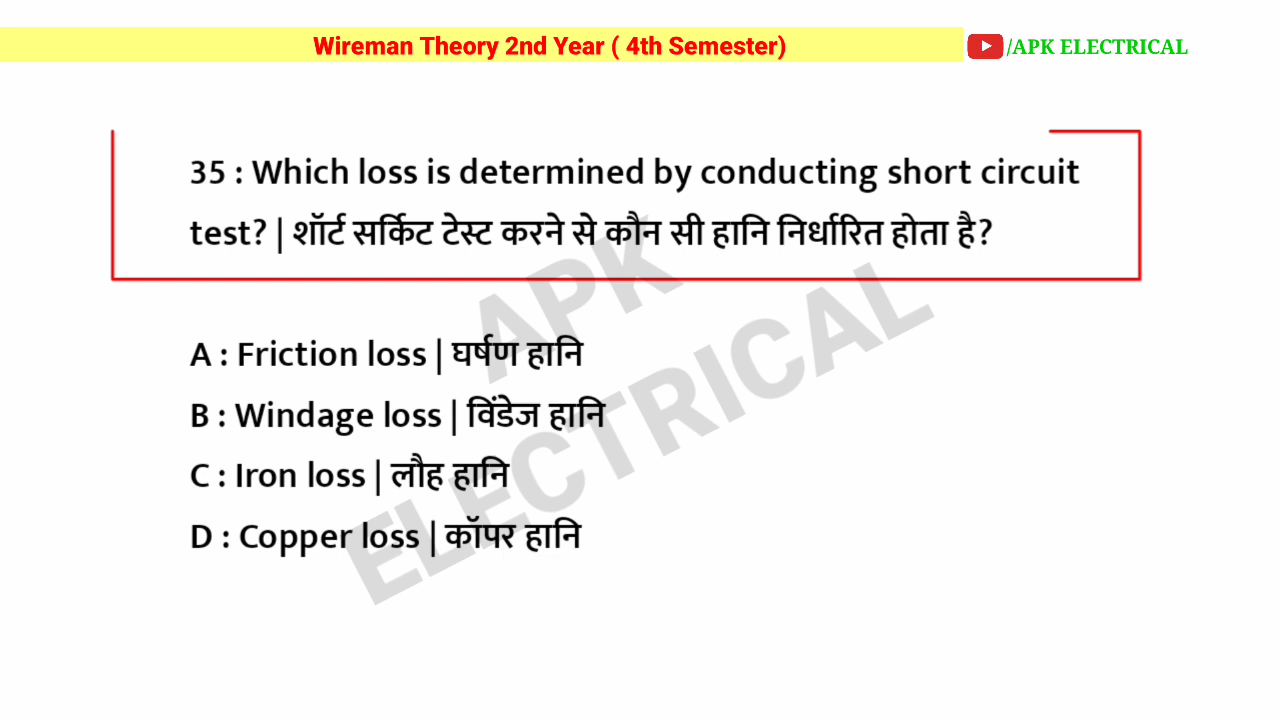 Wireman Theory 2nd Year ( 4th Semester)
/APK ELECTRICAL
35 : Which loss is determined by conducting short circuit
test? | शॉर्ट सर्किट टेस्ट करने से कौन सी हानि निर्धारित होता है?
A : Friction loss | घर्षण हानि
B : Windage loss | विंडेज हानि
C : Iron loss | लौह हानि
D : Copper loss | कॉपर हानि
APK
ELECTRICAL